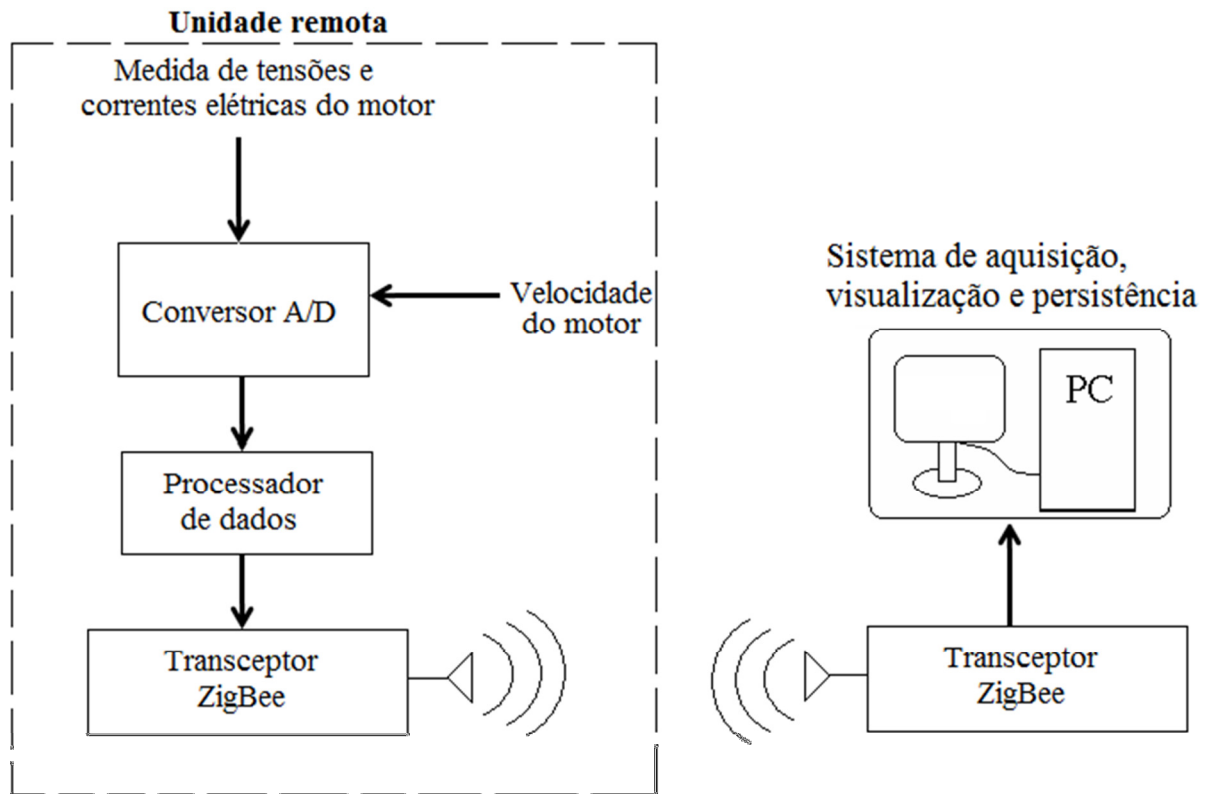 Unidade remota
Medida de tensões e
correntes elétricas do motor
Conversor A/D
Velocidade
do motor
Processador
de dados
Transceptor
ZigBee
Sistema de aquisição,
visualização e persistência
PC
Transceptor
ZigBee